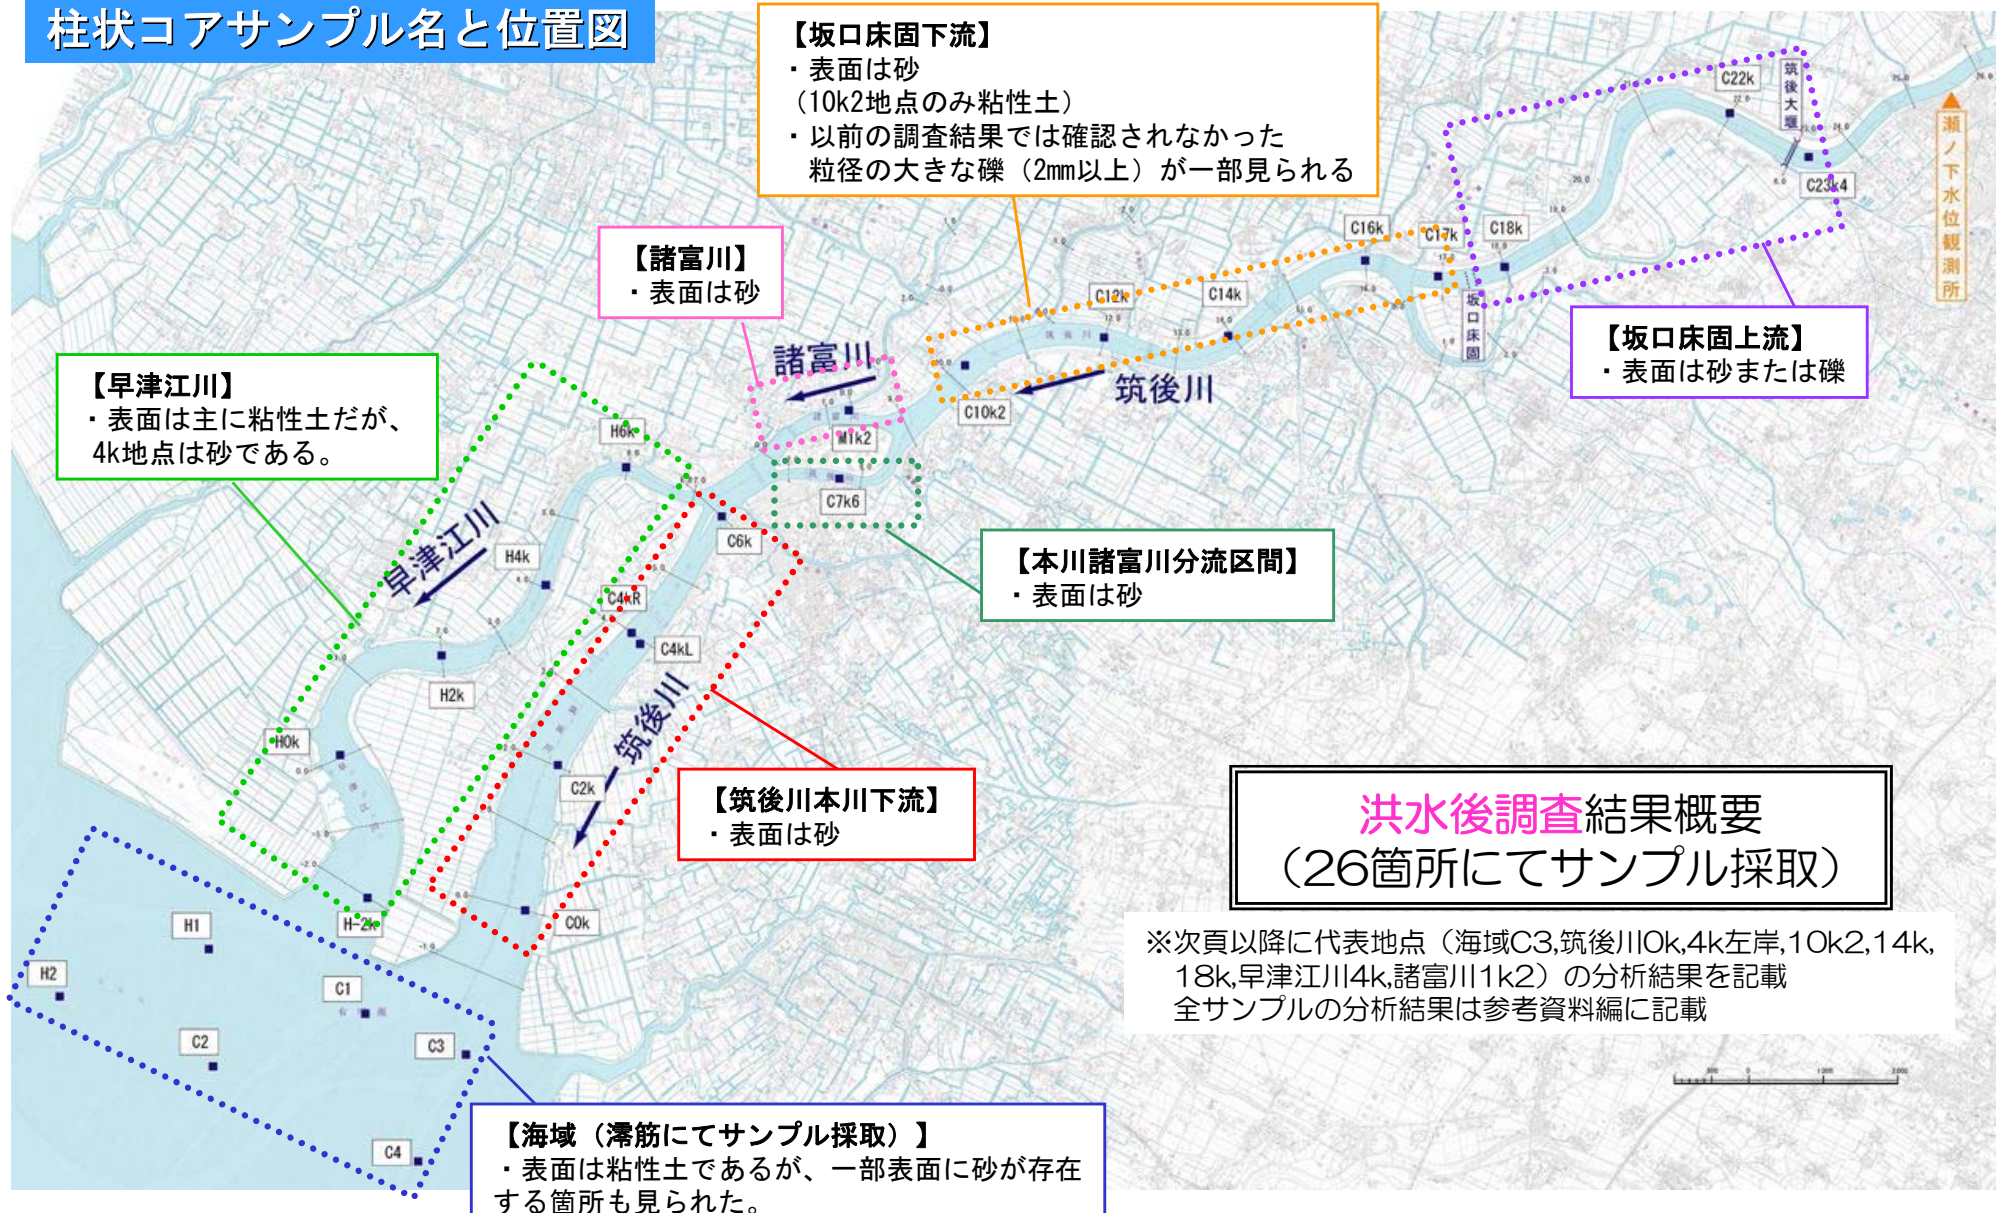 柱状コアサンプル名と位置図
【坂口床固下流】
・表面は砂
（10k2地点のみ粘性土）
・以前の調査結果では確認されなかった
粒径の大きな礫（2mm以上）が一部見られる
【諸富川】
・表面は砂
【早津江川】
・表面は主に粘性土だが、
4k地点は砂である。
【坂口床固上流】
・表面は砂または礫
【本川諸富川分流区間】
・表面は砂
【筑後川本川下流】
・表面は砂
【海域（澪筋にてサンプル採取）】
・表面は粘性土であるが、一部表面に砂が存在
する箇所も見られた。
洪水後調査結果概要
（26箇所にてサンプル採取）
※次頁以降に代表地点（海域C3,筑後川0k,4k左岸,10k2,14k,
18k,早津江川4k,諸富川1k2）の分析結果を記載
全サンプルの分析結果は参考資料編に記載
瀬ノ下水位観測所
筑後大堰
坂口床固
諸富川
筑後川
早津江川
筑後川
C22k
C23k4
C18k
C17k
C16k
C14k
C12k
C10k2
M1k2
C7k6
C6k
H6k
H4k
C4kR
C4kL
H2k
C2k
H0k
C0k
H-2k
H1
H2
C1
C2
C3
C4